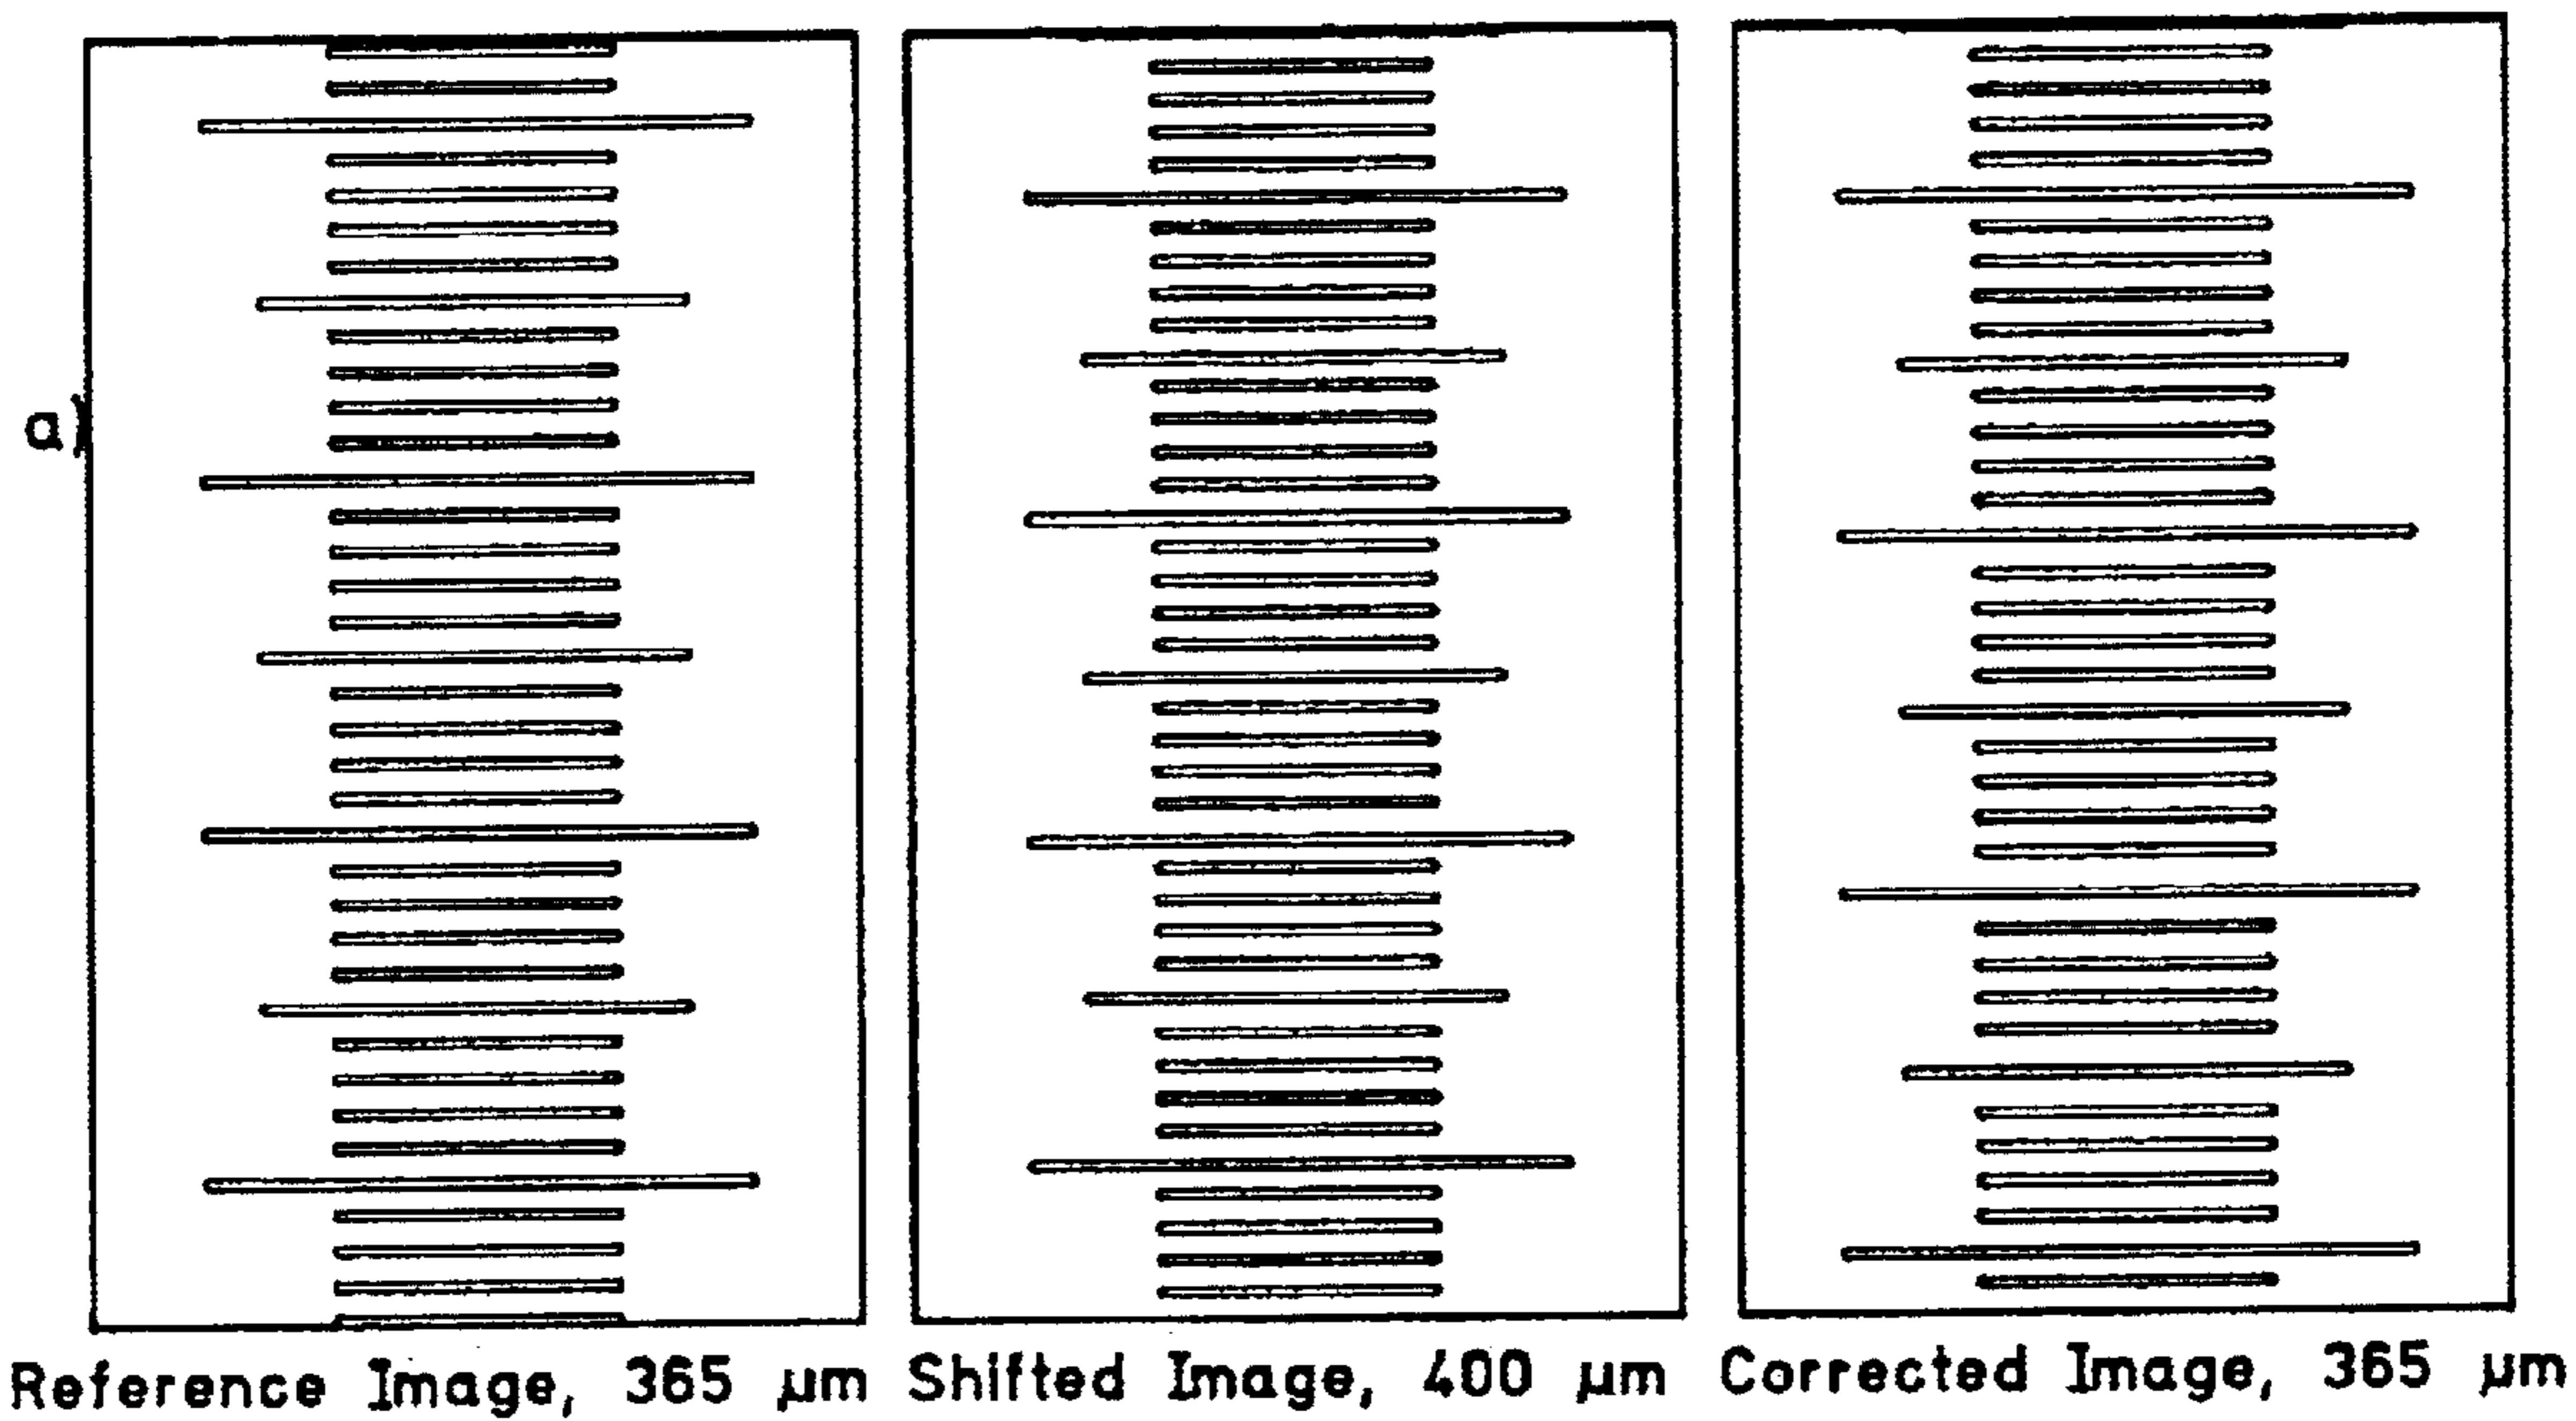 a)
Reference Image, 365 µm
Shifted Image, 400 µm
Corrected Image, 365 µm